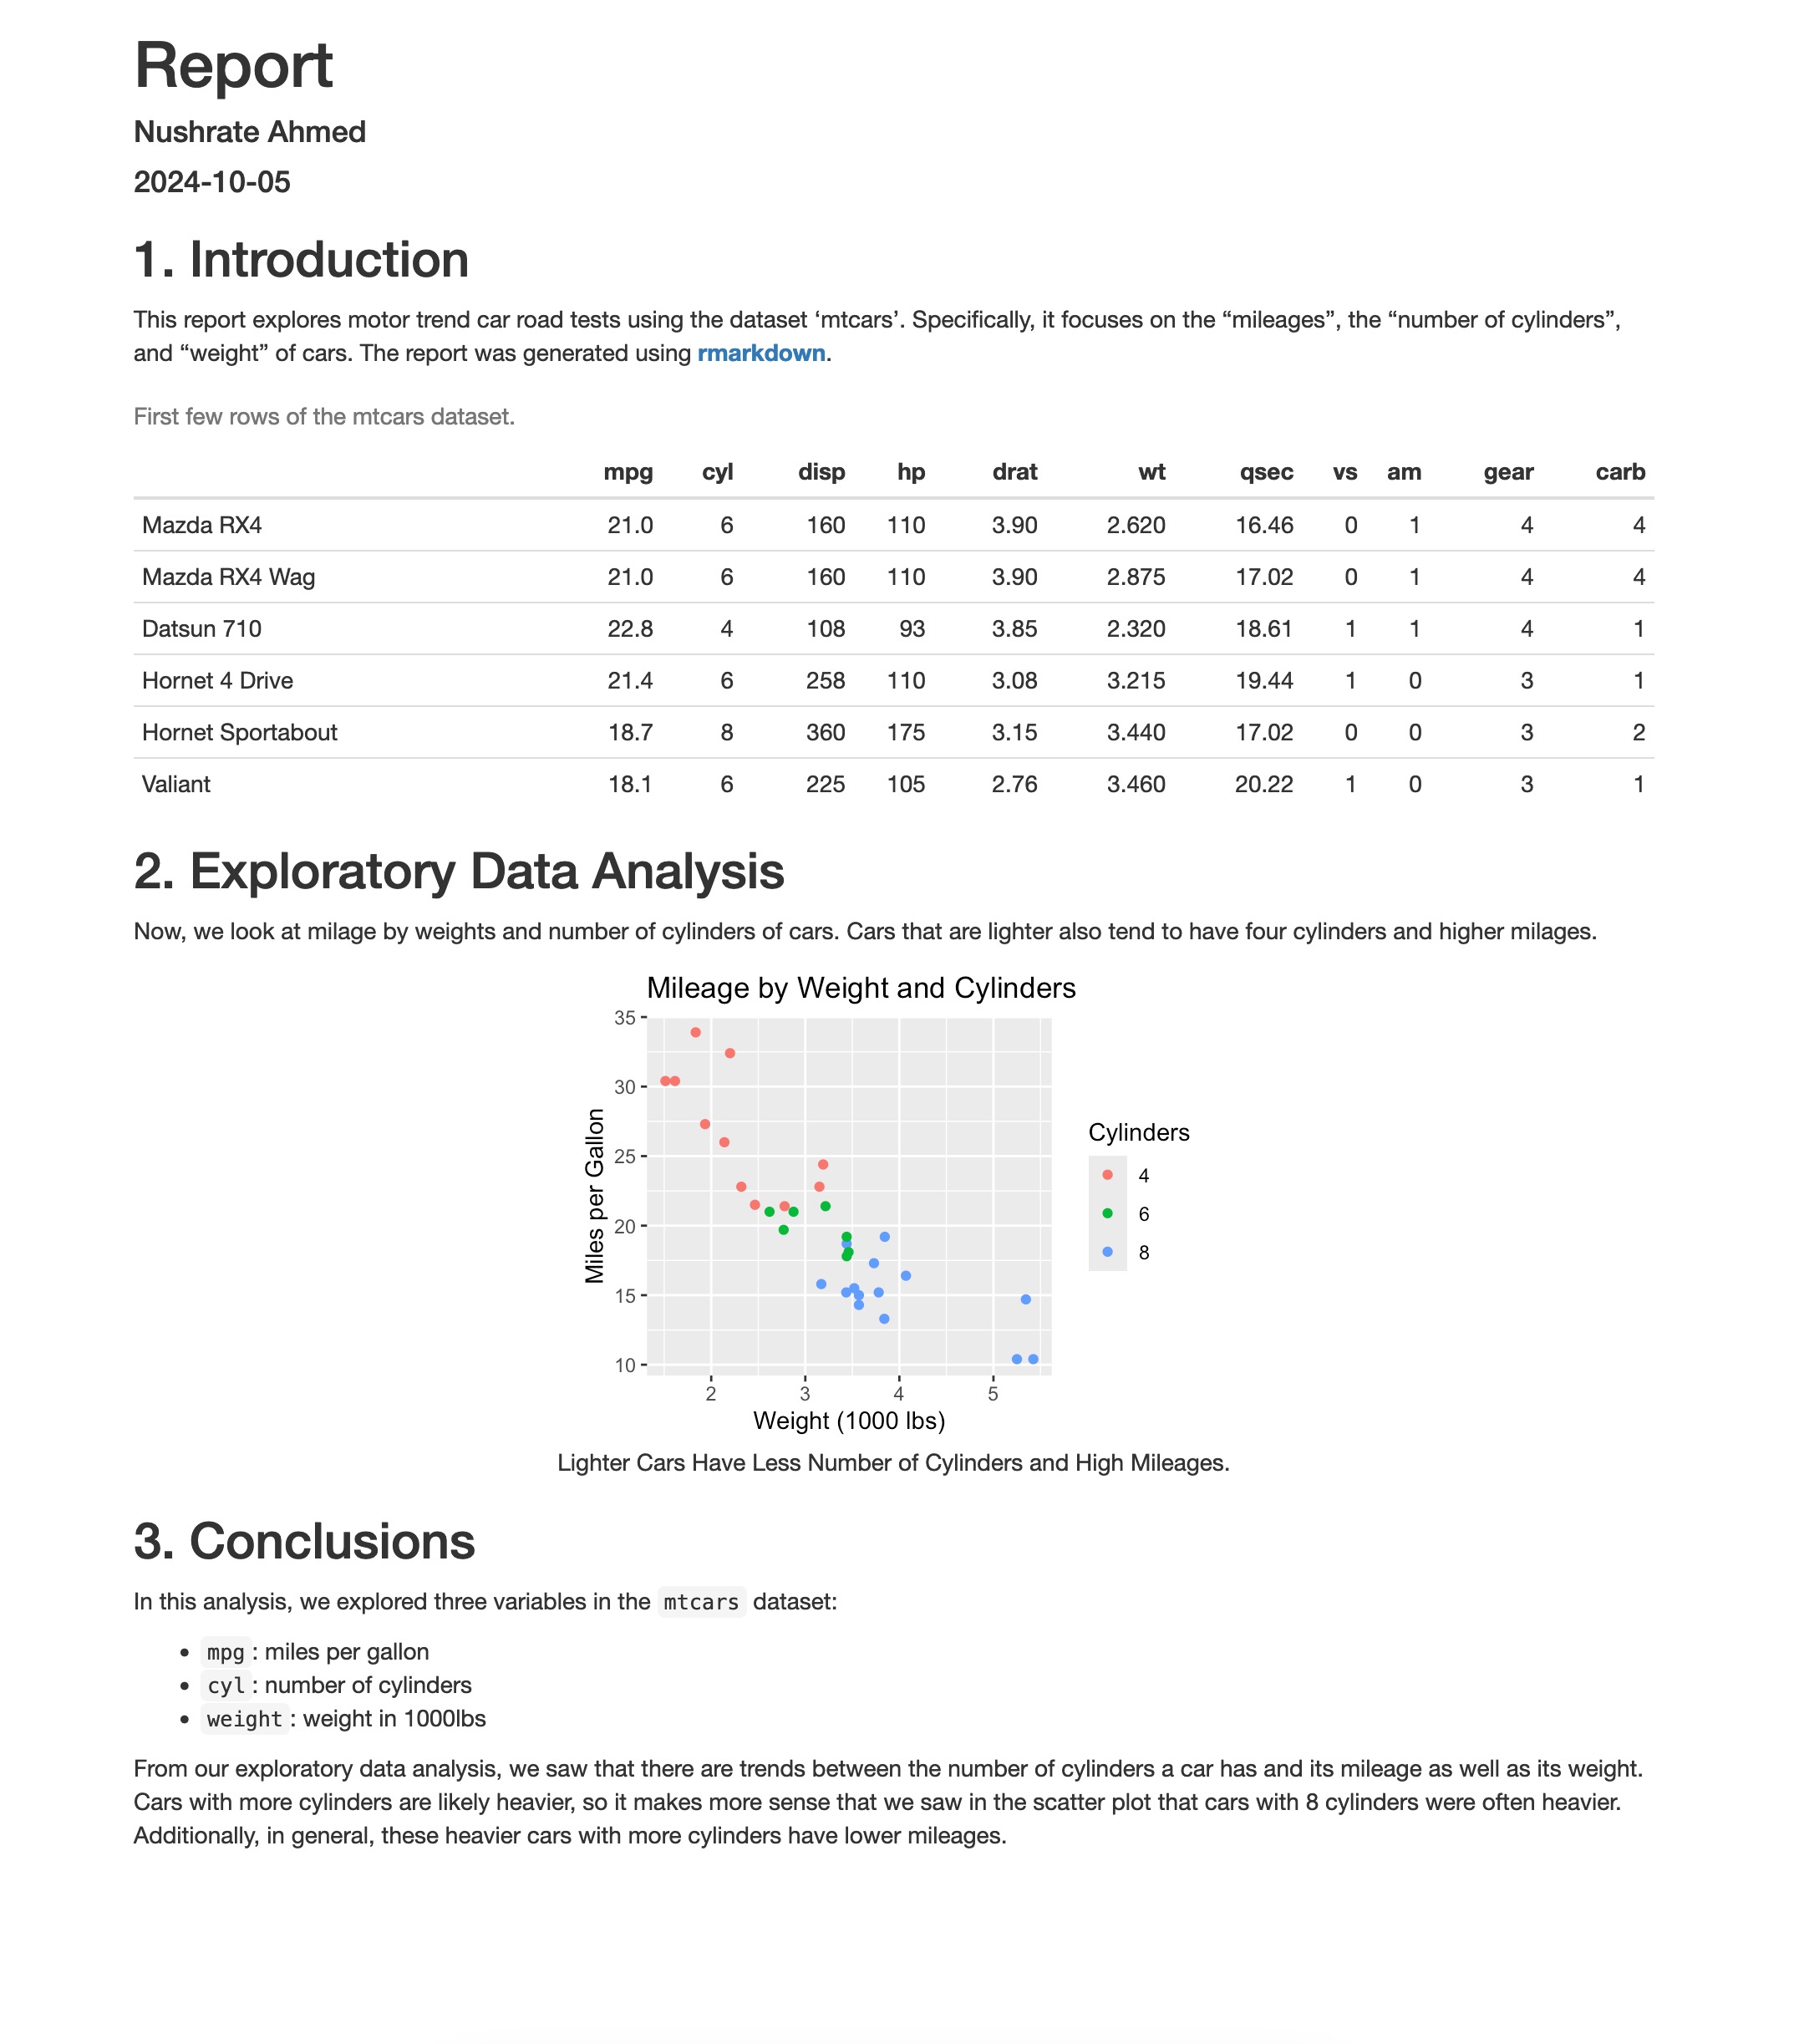 Report
Nushrate Ahmed
2024-10-05
1. Introduction
This report explores motor trend car road tests using the dataset ‘mtcars’. Specifically, it focuses on the “mileages”, the “number of cylinders”,
and “weight” of cars. The report was generated using rmarkdown.
First few rows of the mtcars dataset.
mpg cyl disp hp drat wt qsec vs am gear carb
Mazda RX4 21.0 6 160 110 3.90 2.620 16.46 0 1 4 4
Mazda RX4 Wag 21.0 6 160 110 3.90 2.875 17.02 0 1 4 4
Datsun 710 22.8 4 108 93 3.85 2.320 18.61 1 1 4 1
Hornet 4 Drive 21.4 6 258 110 3.08 3.215 19.44 1 0 3 1
Hornet Sportabout 18.7 8 360 175 3.15 3.440 17.02 0 0 3 2
Valiant 18.1 6 225 105 2.76 3.460 20.22 1 0 3 1
2. Exploratory Data Analysis
Now, we look at milage by weights and number of cylinders of cars. Cars that are lighter also tend to have four cylinders and higher milages.
Mileage by Weight and Cylinders
35
30
25
20
15
10
Miles per Gallon
2 3 4 5
Weight (1000 lbs)
Cylinders
4
6
8
Lighter Cars Have Less Number of Cylinders and High Mileages.
3. Conclusions
In this analysis, we explored three variables in the mtcars dataset:
• mpg : miles per gallon
• cyl : number of cylinders
• weight : weight in 1000lbs
From our exploratory data analysis, we saw that there are trends between the number of cylinders a car has and its mileage as well as its weight.
Cars with more cylinders are likely heavier, so it makes more sense that we saw in the scatter plot that cars with 8 cylinders were often heavier.
Additionally, in general, these heavier cars with more cylinders have lower mileages.